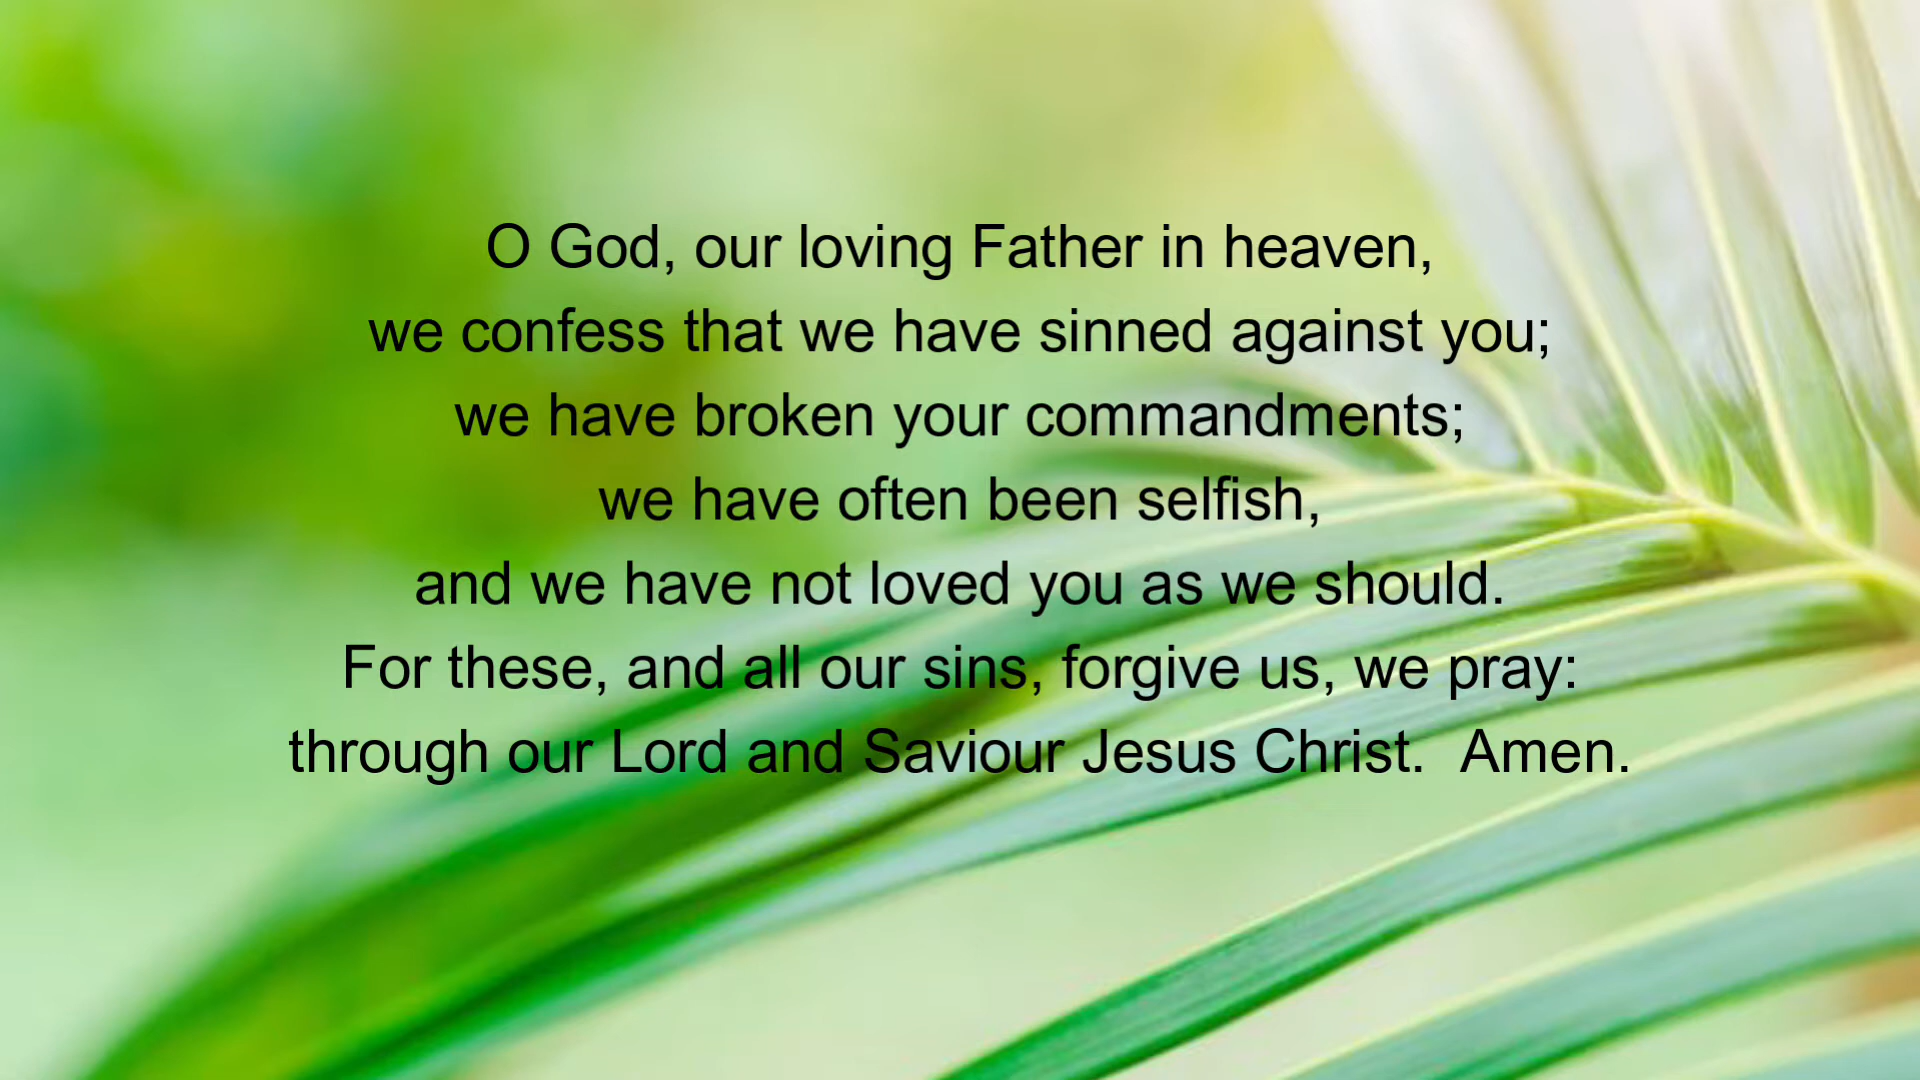 O God, our loving Father in heaven,
we confess that we have sinned against you;
we have broken your commandments;
we have often been selfish,
and we have not loved you as we should.
For these, and all our sins, forgive us, we pray:
through our Lord and Saviour Jesus Christ.  Amen.